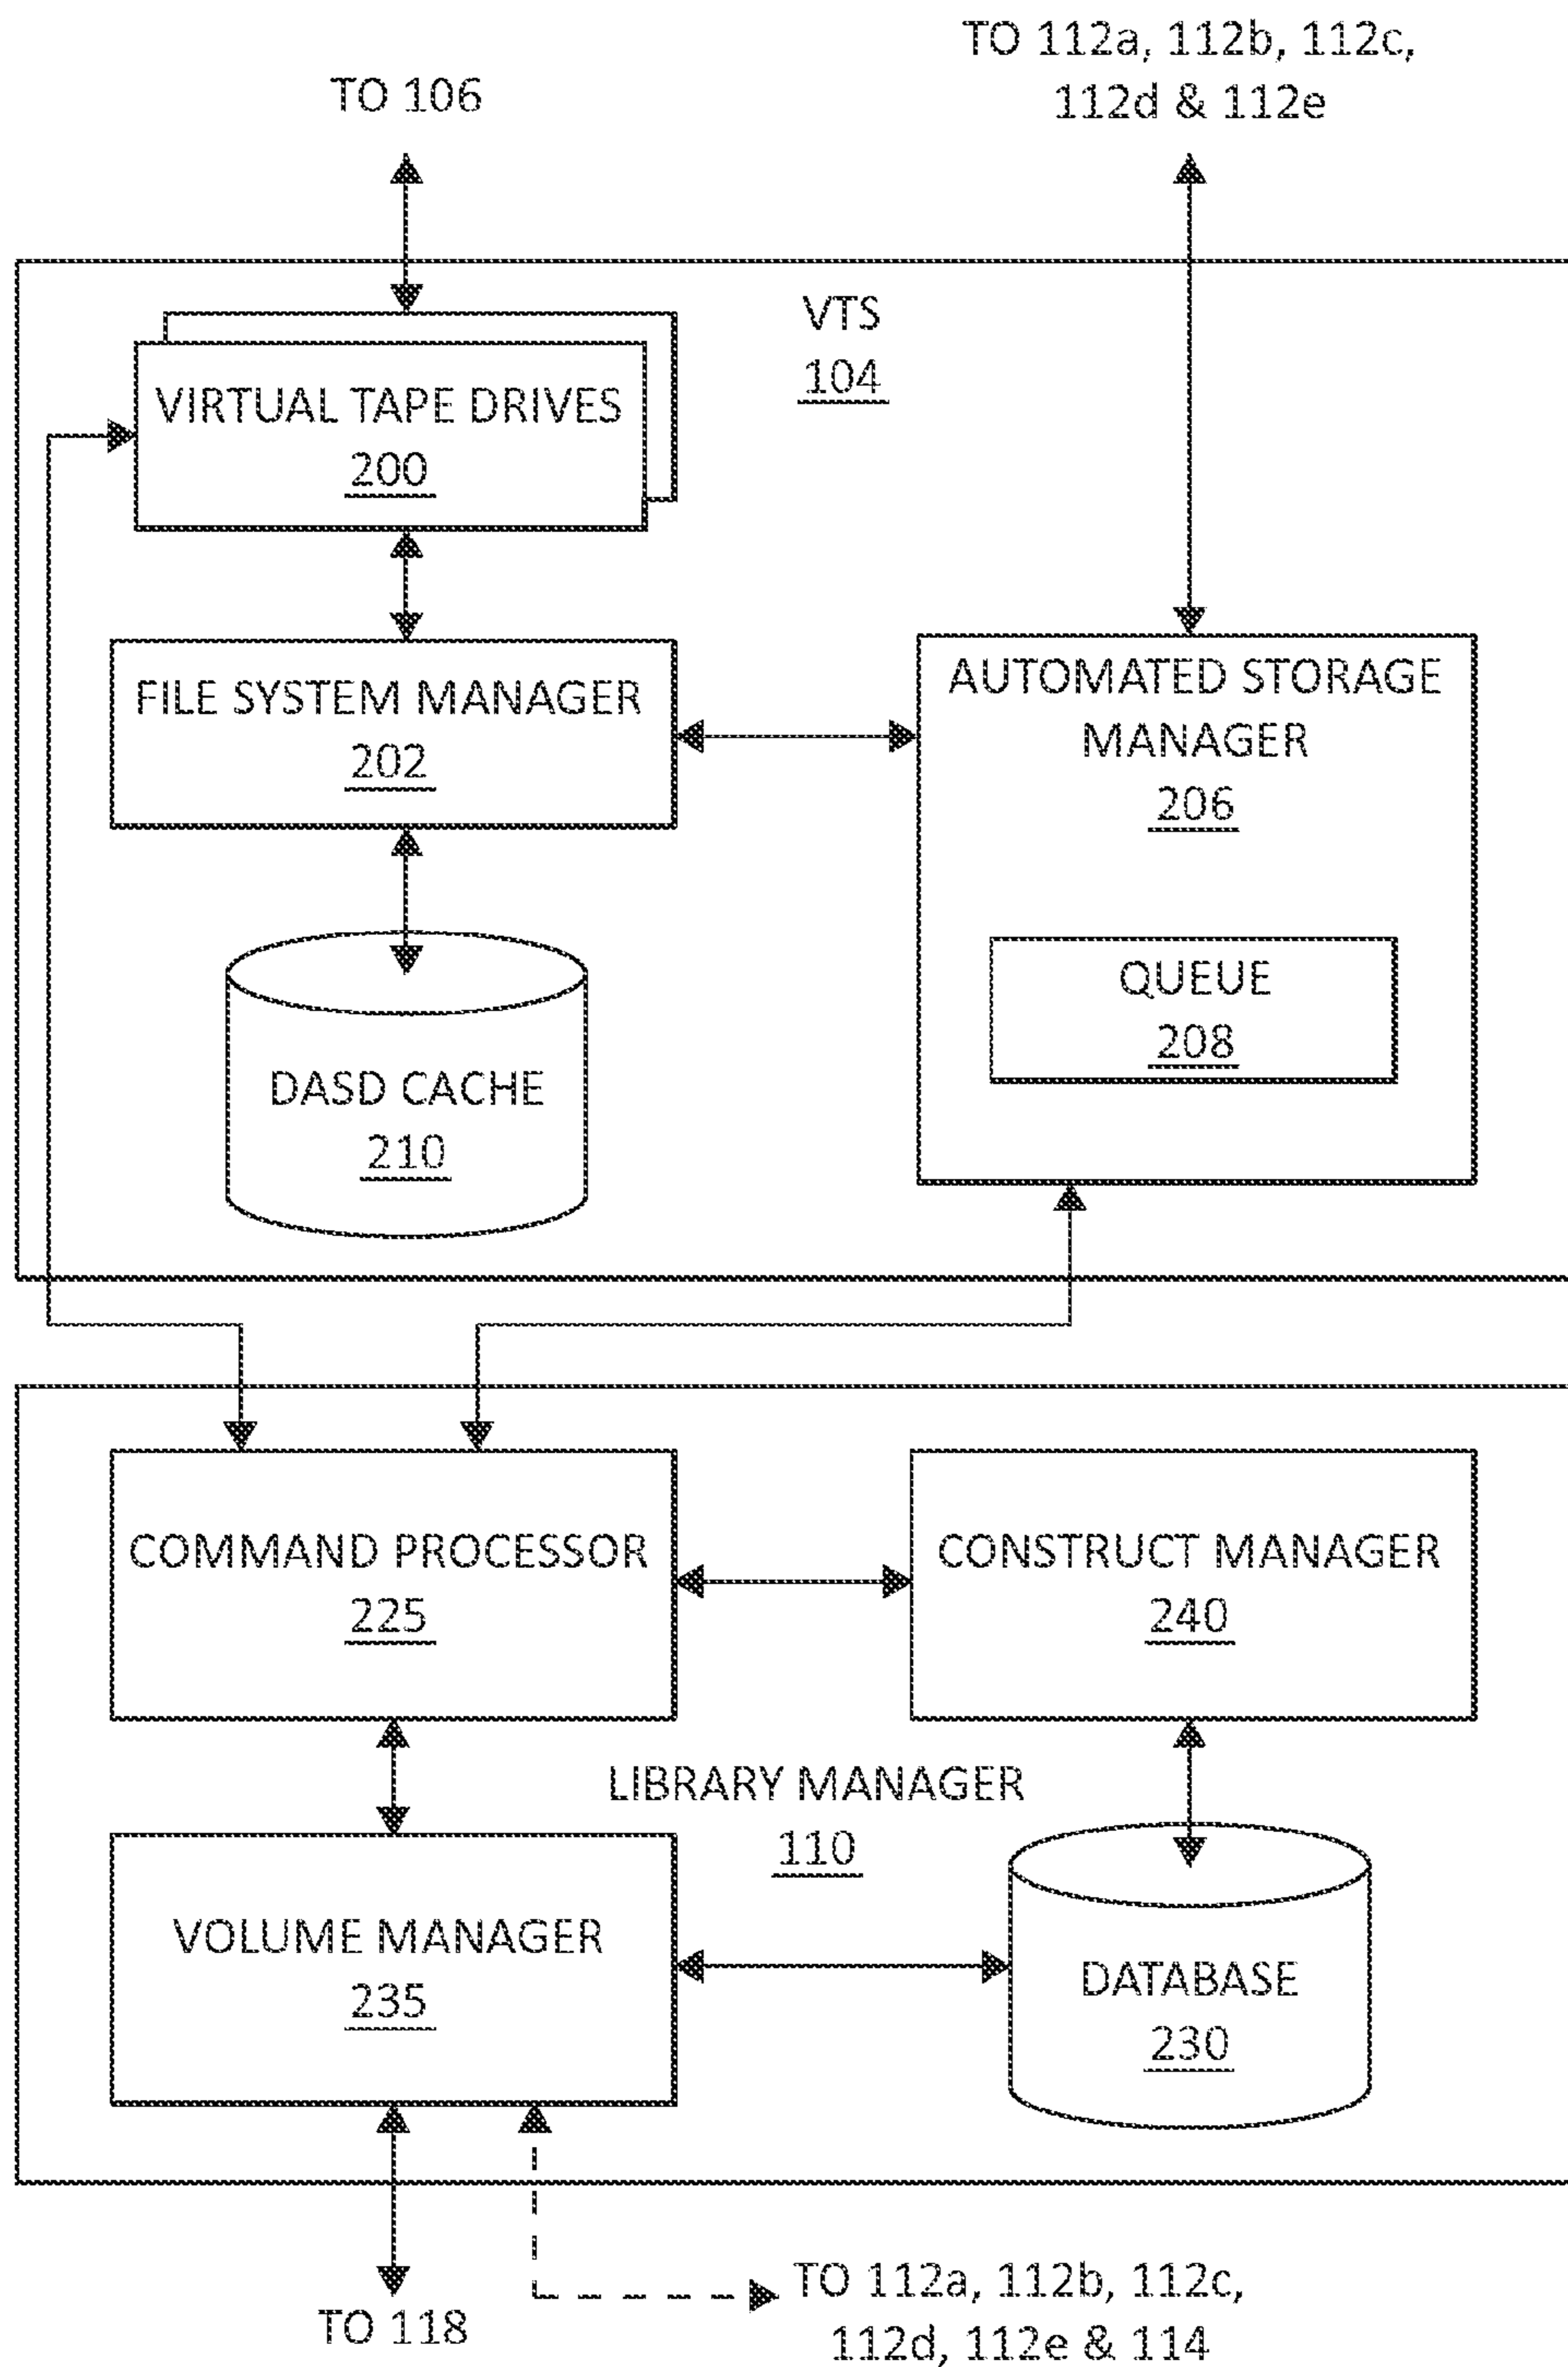 TO 106
TO 112a, 112b, 112c,
112d & 112e
VTS
104
VIRTUAL TAPE DRIVES
200
FILE SYSTEM MANAGER
202
AUTOMATED STORAGE
MANAGER
206
QUEUE
208
DASD CACHE
210
COMMAND PROCESSOR
225
CONSTRUCT MANAGER
240
LIBRARY MANAGER
110
VOLUME MANAGER
235
DATABASE
230
TO 118
TO 112a, 112b, 112c,
112d, 112e & 114